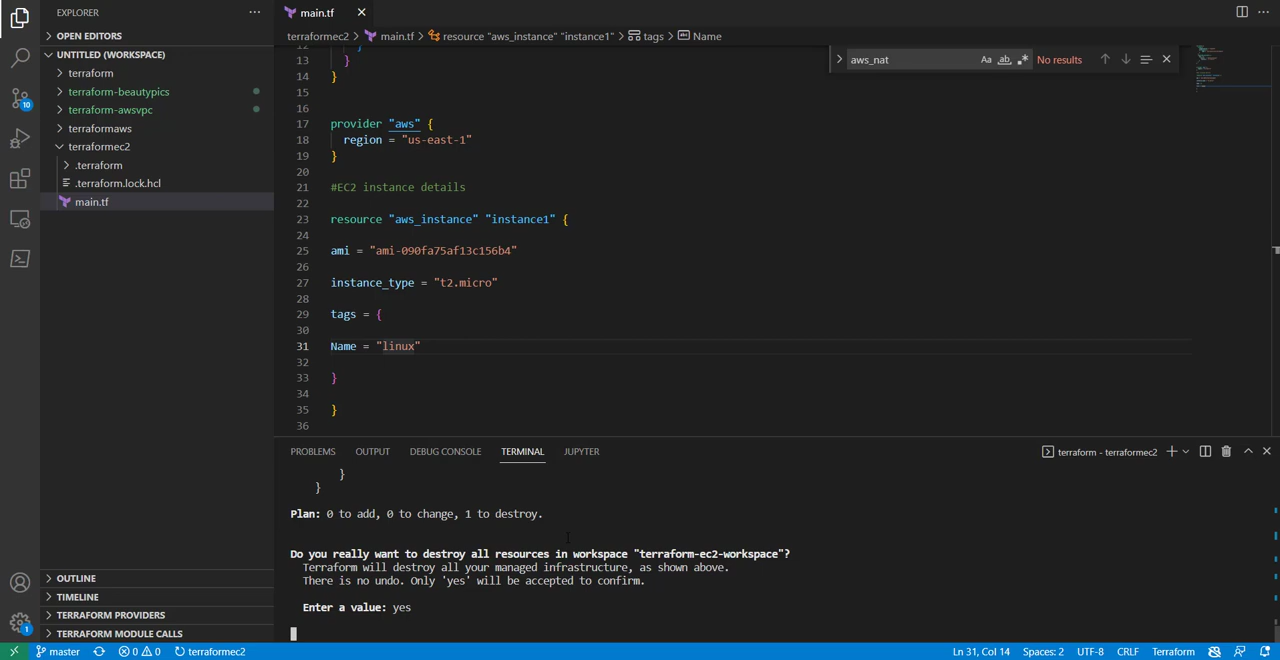 EXPLORER
main.tf
OPEN EDITORS
UNTITLED (WORKSPACE)
terraform
terraform-beautypics
terraform-awsvpc
terraformaws
terraformec2
.terraform
.terraform.lock.hcl
main.tf
OUTLINE
TIMELINE
TERRAFORM PROVIDERS
TERRAFORM MODULE CALLS
10
1
terraformec2 > main.tf > resource "aws_instance" "instance1" > tags > Name
aws_nat
Aa ab .* No results
13 }
14 }
15
16
17 provider "aws" {
18 region = "us-east-1"
19 }
20
21 #EC2 instance details
22
23 resource "aws_instance" "instance1" {
24
25 ami = "ami-090fa75af13c156b4"
26
27 instance_type = "t2.micro"
28
29 tags = {
30
31 Name = "linux"
32
33 }
34
35 }
36
PROBLEMS OUTPUT DEBUG CONSOLE TERMINAL JUPYTER
terraform - terraformec2
}
}
Plan: 0 to add, 0 to change, 1 to destroy.
Do you really want to destroy all resources in workspace "terraform-ec2-workspace"?
Terraform will destroy all your managed infrastructure, as shown above.
There is no undo. Only 'yes' will be accepted to confirm.
Enter a value: yes
master 0 0 terraformec2
Ln 31, Col 14 Spaces: 2 UTF-8 CRLF Terraform